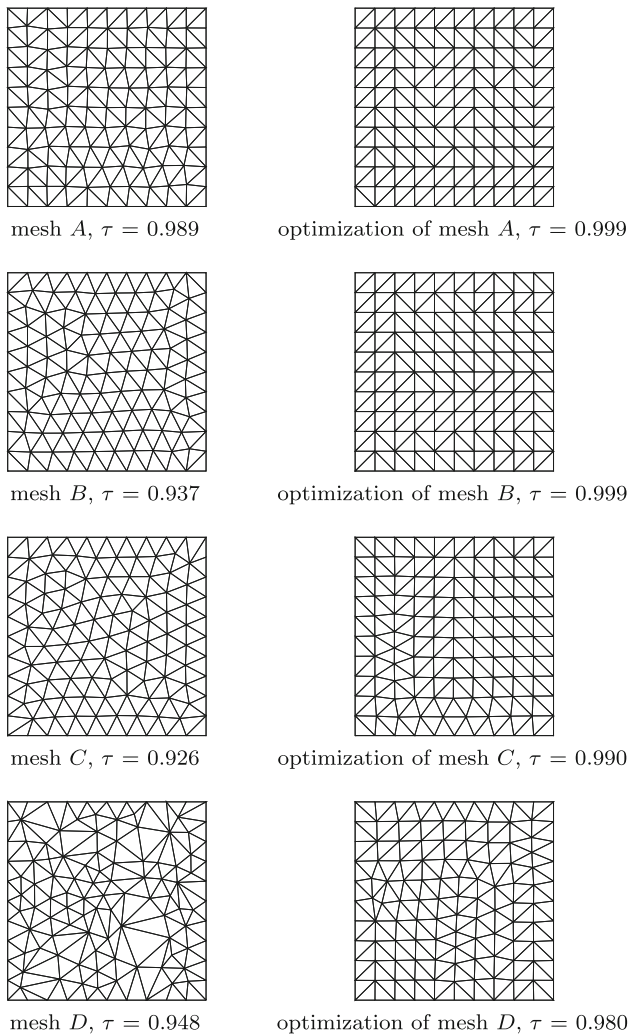 mesh A, τ = 0.989
optimization of mesh A, τ = 0.999
mesh B, τ = 0.937
optimization of mesh B, τ = 0.999
mesh C, τ = 0.926
optimization of mesh C, τ = 0.990
mesh D, τ = 0.948
optimization of mesh D, τ = 0.980